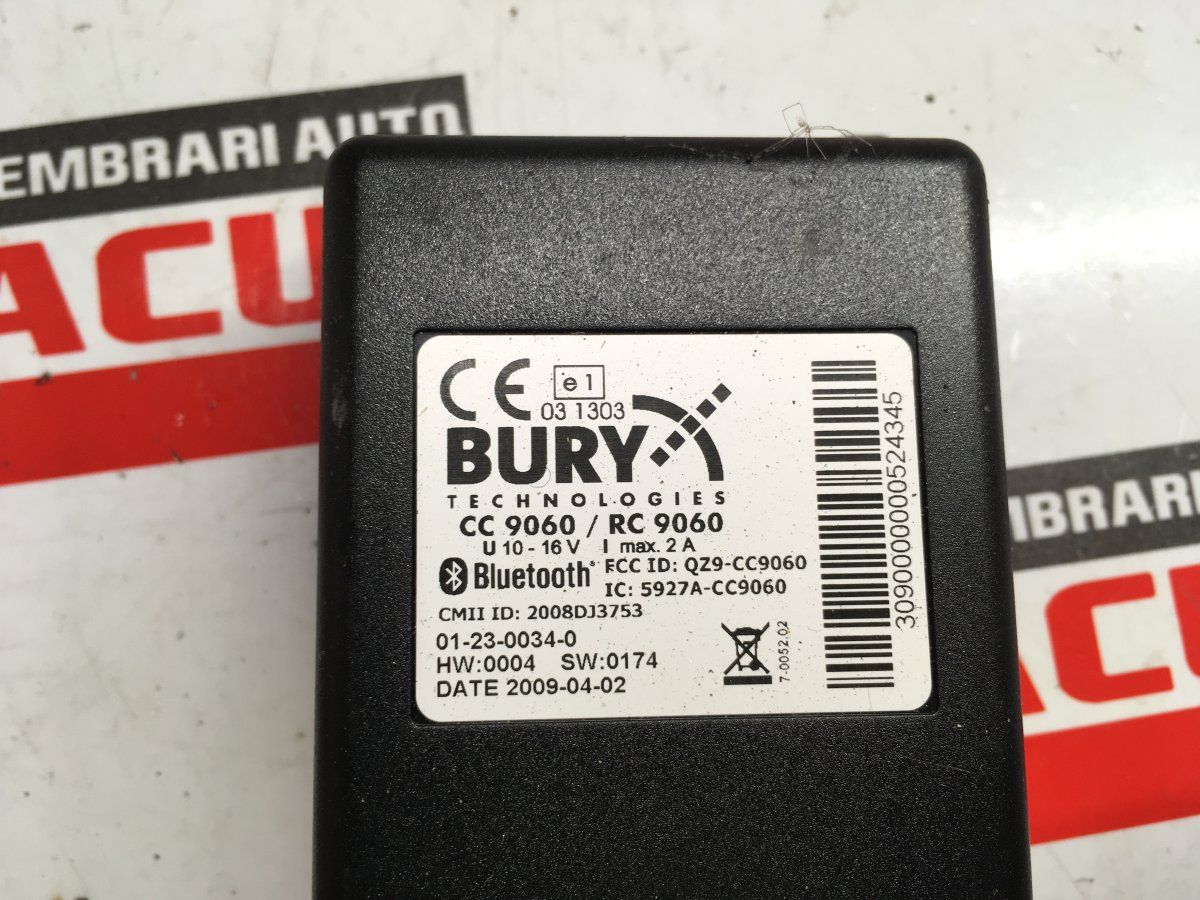 EMBRARI AUTO
ACU
CE e1
03 1303
BURY
TECHNOLOGIES
CC 9060 / RC 9060
U 10 - 16 V I max. 2 A
Bluetooth®
FCC ID: QZ9-CC9060
IC: 5927A-CC9060
CMII ID: 2008DJ3753
01-23-0034-0
HW:0004 SW:0174
DATE 2009-04-02
7-0052.02
3090000000524345
MBRARI
ACU